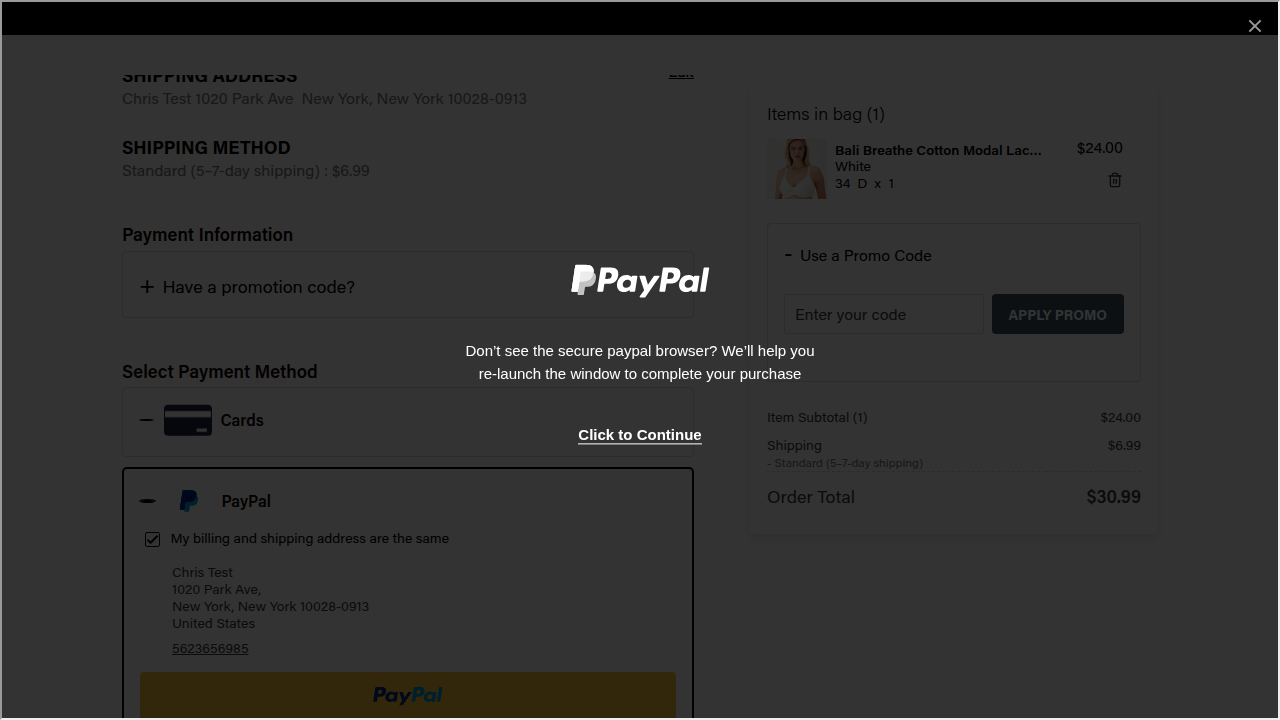 SHIPPING ADDRESS
Edit
Chris Test 1020 Park Ave  New York, New York 10028-0913
SHIPPING METHOD
Standard (5-7-day shipping) : $6.99
Payment Information
+ Have a promotion code?
Select Payment Method
Cards
PayPal
My billing and shipping address are the same
Chris Test
1020 Park Ave,
New York, New York 10028-0913
United States
5623656985
PayPal
PayPal
Don't see the secure paypal browser? We'll help you
re-launch the window to complete your purchase
Click to Continue
Items in bag (1)
Bali Breathe Cotton Modal Lac... $24.00
White
34 D x 1
- Use a Promo Code
Enter your code APPLY PROMO
Item Subtotal (1) $24.00
Shipping $6.99
- Standard (5-7-day shipping)
Order Total $30.99